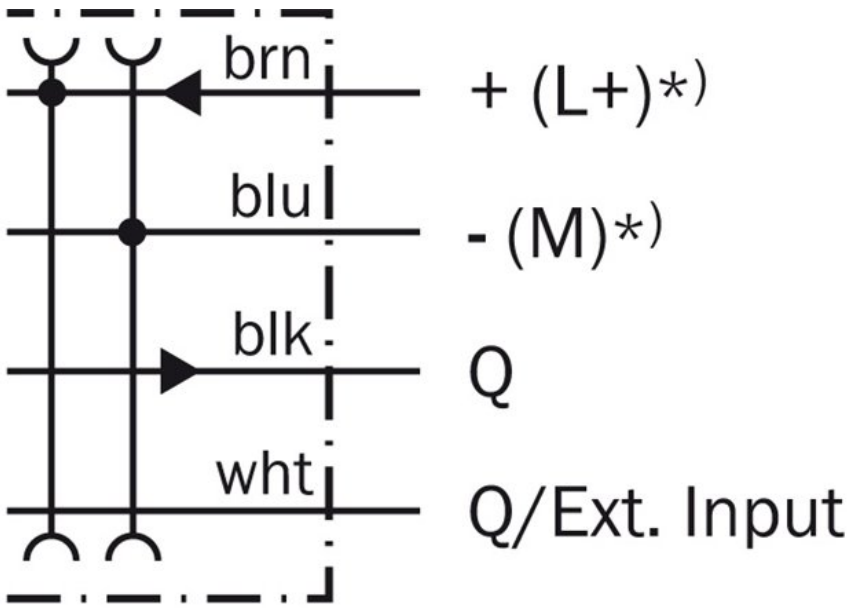 brn + (L+)*)
blu - (M)*)
blk Q
wht Q/Ext. Input